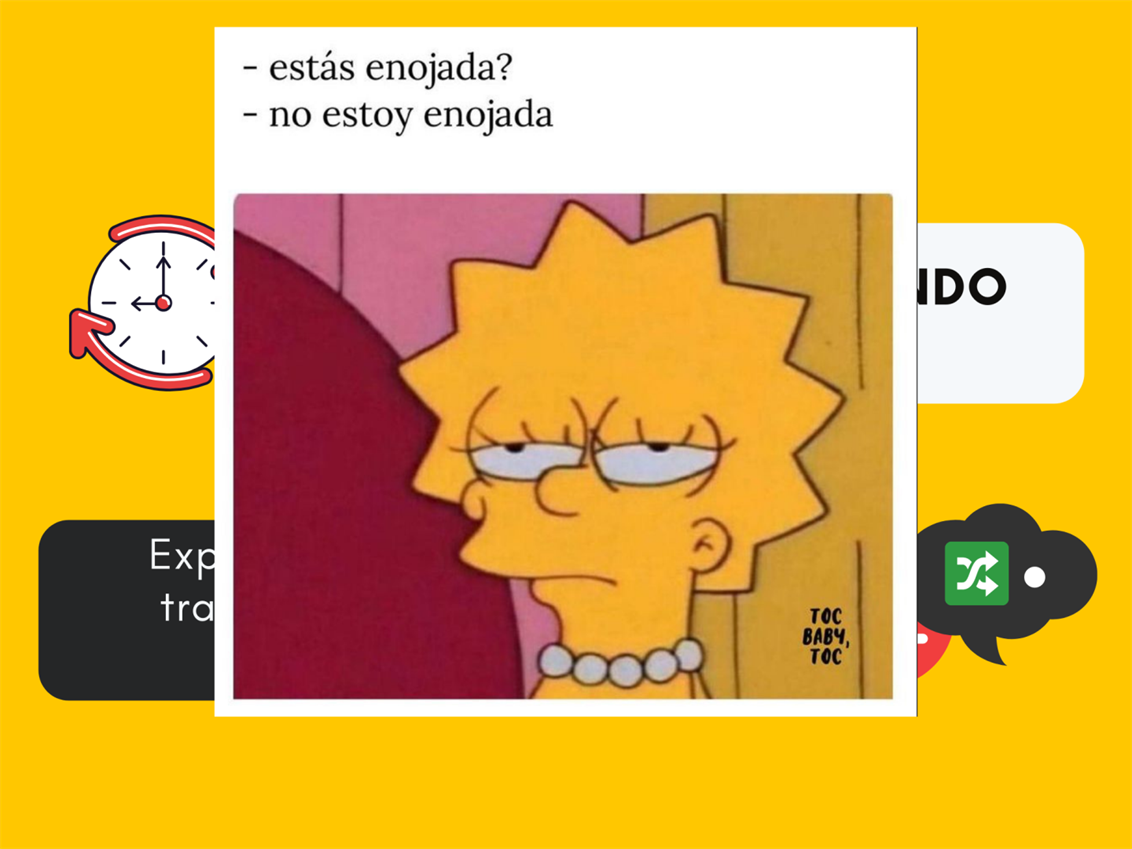 - estás enojada?
- no estoy enojada
NDO
Exp
tra
TOC
BABY,
TOC